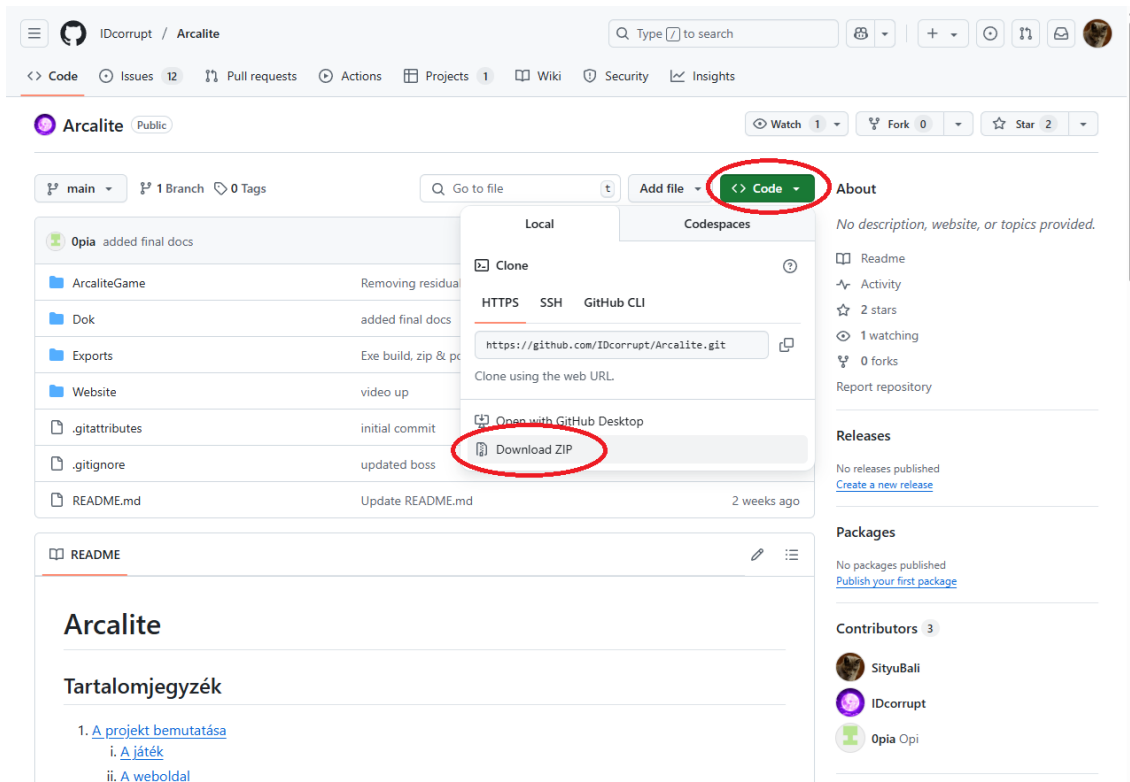 IDcorrupt / Arcalite
Type / to search
Code Issues 12 Pull requests Actions Projects 1 Wiki Security Insights
Arcalite Public
Watch 1 Fork 0 Star 2
main 1 Branch 0 Tags Go to file t Add file <> Code
0pia added final docs
ArcaliteGame Removing residual
Dok added final docs
Exports Exe build, zip &
Website video up
.gitattributes initial commit
.gitignore updated boss
README.md Update README.md 2 weeks ago
Local Codespaces
Clone
HTTPS SSH GitHub CLI
https://github.com/IDcorrupt/Arcalite.git
Clone using the web URL.
Open with GitHub Desktop
Download ZIP
README
Arcalite
Tartalomjegyzék
1. A projekt bemutatása
i. A játék
ii. A weboldal
About
No description, website, or topics provided.
Readme
Activity
2 stars
1 watching
0 forks
Report repository
Releases
No releases published
Create a new release
Packages
No packages published
Publish your first package
Contributors 3
SityuBali
IDcorrupt
0pia Opi